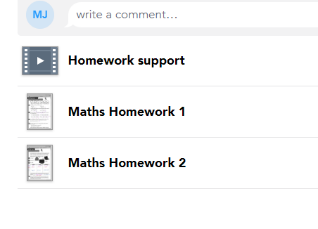 MJ
write a comment...
Homework support
Maths Homework 1
Maths Homework 2